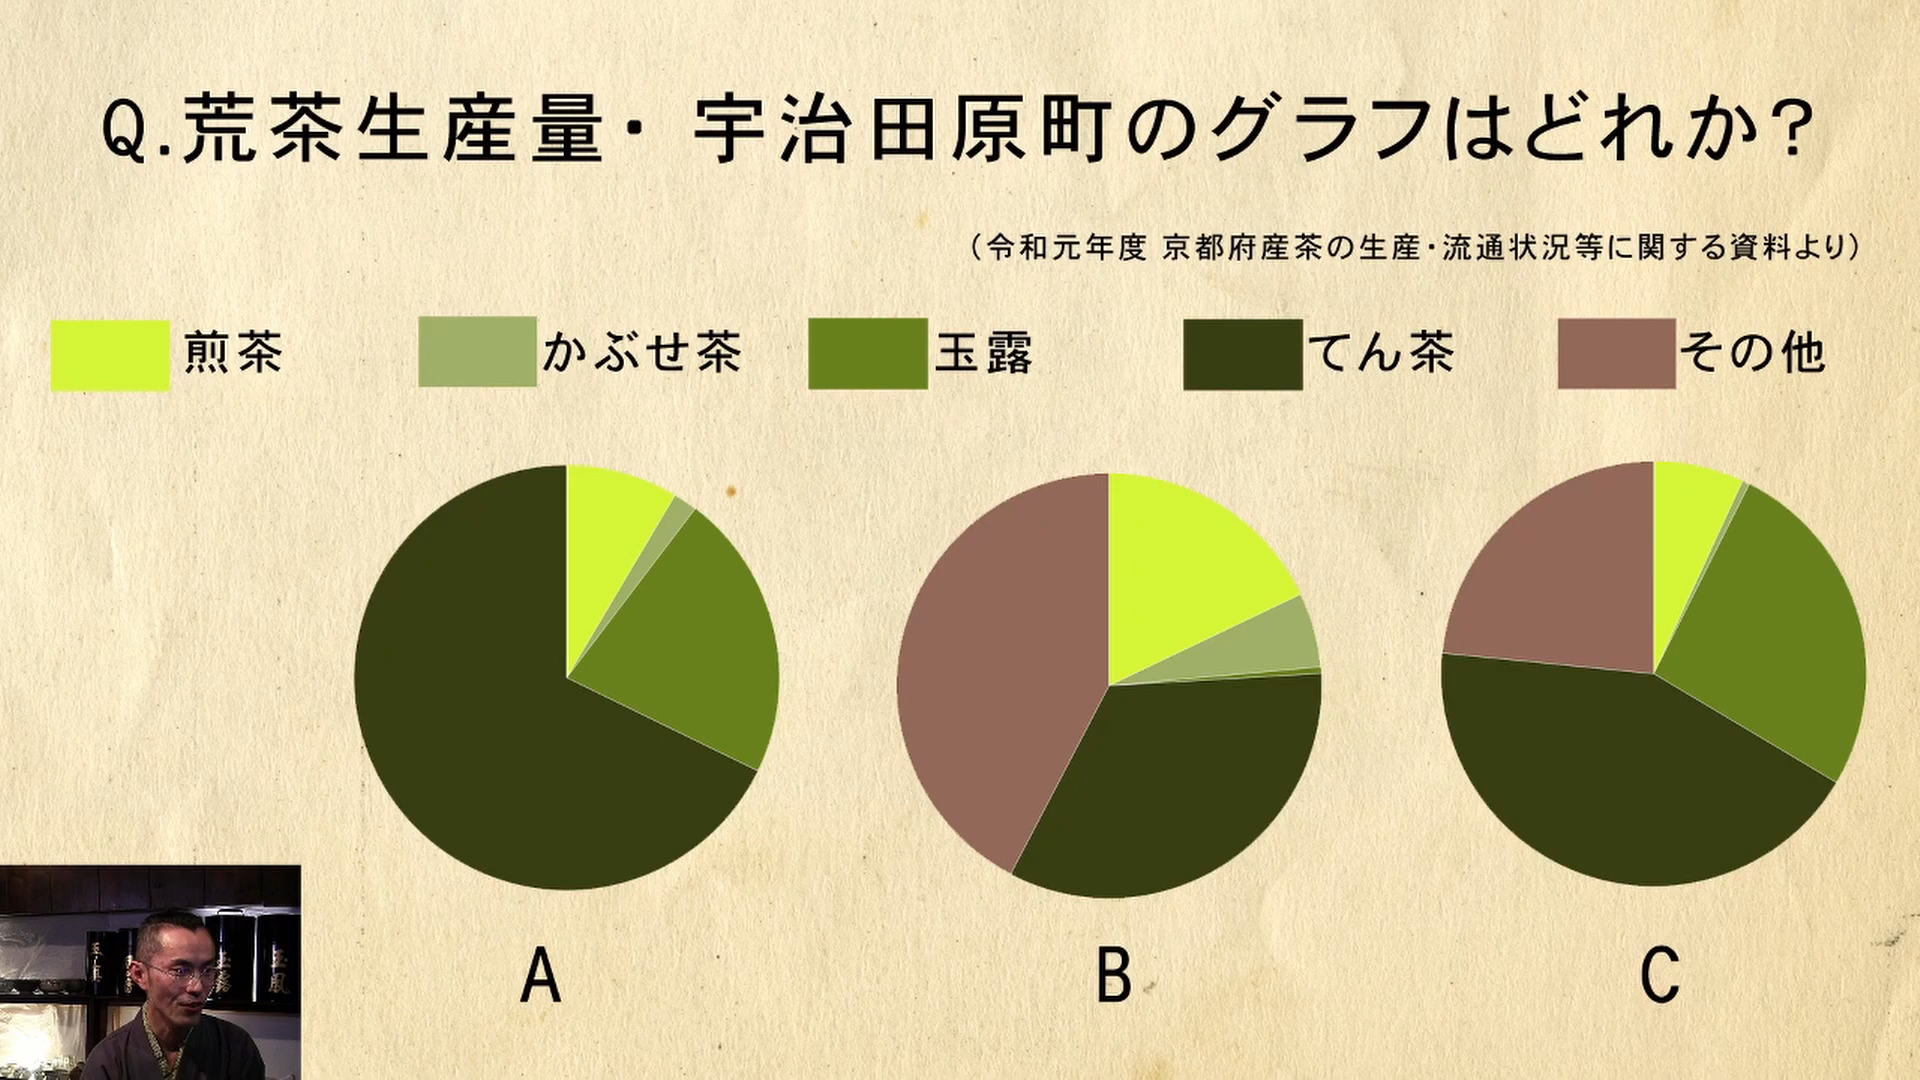 Q.荒茶生産量・ 宇治田原町のグラフはどれか?
(令和元年度 京都府産茶の生産・流通状況等に関する資料より)
煎茶 かぶせ茶 玉露 てん茶 その他
A B C